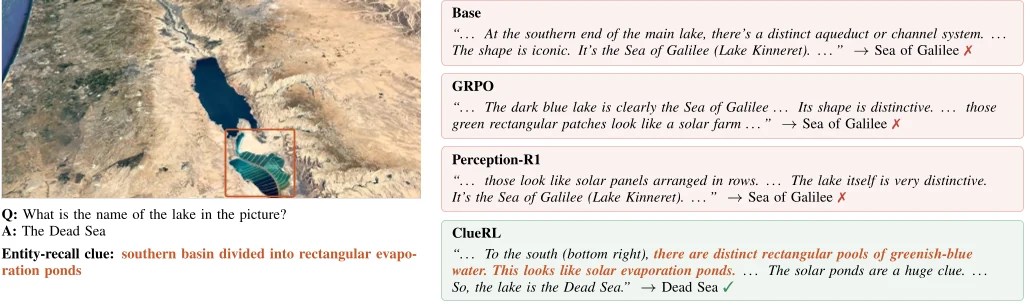 Q: What is the name of the lake in the picture?
A: The Dead Sea
Entity-recall clue: southern basin divided into rectangular evapo-
ration ponds
Base
“… At the southern end of the main lake, there’s a distinct aqueduct or channel system. …
The shape is iconic. It’s the Sea of Galilee (Lake Kinneret). …” → Sea of Galilee ✗
GRPO
“… The dark blue lake is clearly the Sea of Galilee … Its shape is distinctive. … those
green rectangular patches look like a solar farm …” → Sea of Galilee ✗
Perception-R1
“… those look like solar panels arranged in rows. … The lake itself is very distinctive.
It’s the Sea of Galilee (Lake Kinneret). …” → Sea of Galilee ✗
ClueRL
“… To the south (bottom right), there are distinct rectangular pools of greenish-blue
water. This looks like solar evaporation ponds. … The solar ponds are a huge clue. …
So, the lake is the Dead Sea.” → Dead Sea ✓